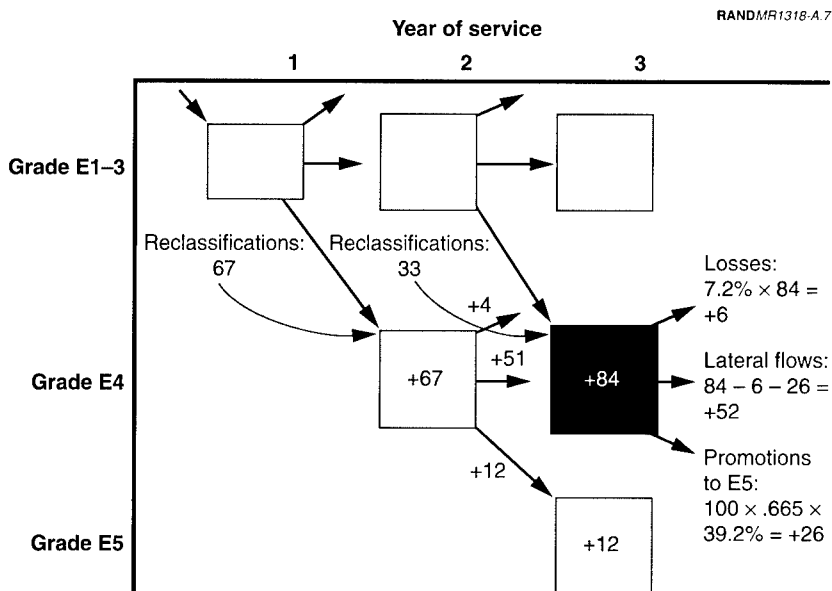 RANDMR1318-A.7
Year of service
1 2 3
Grade E1–3
Reclassifications:
67
Reclassifications:
33
Losses:
7.2% × 84 =
+6
+4
Grade E4
+67
+51
+84
Lateral flows:
84 – 6 – 26 =
+52
+12
Promotions
to E5:
100 × .665 ×
39.2% = +26
Grade E5
+12